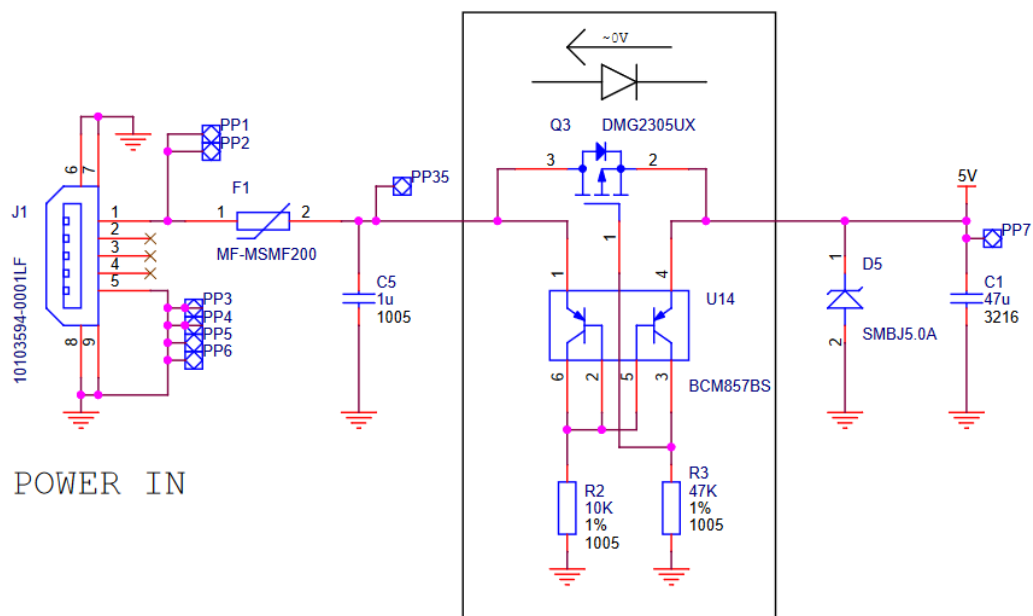 ~0V
Q3 DMG2305UX
3
2
1
PP1
PP2
PP35
6
7
J1
1
2
3
4
5
F1
1
2
MF-MSMF200
5V
PP7
C5
1u
1005
1
4
U14
6
2
5
3
BCM857BS
1
D5
2
SMBJ5.0A
C1
47u
3216
PP3
PP4
PP5
PP6
8
9
10103594-0001LF
POWER IN
R2
10K
1%
1005
R3
47K
1%
1005